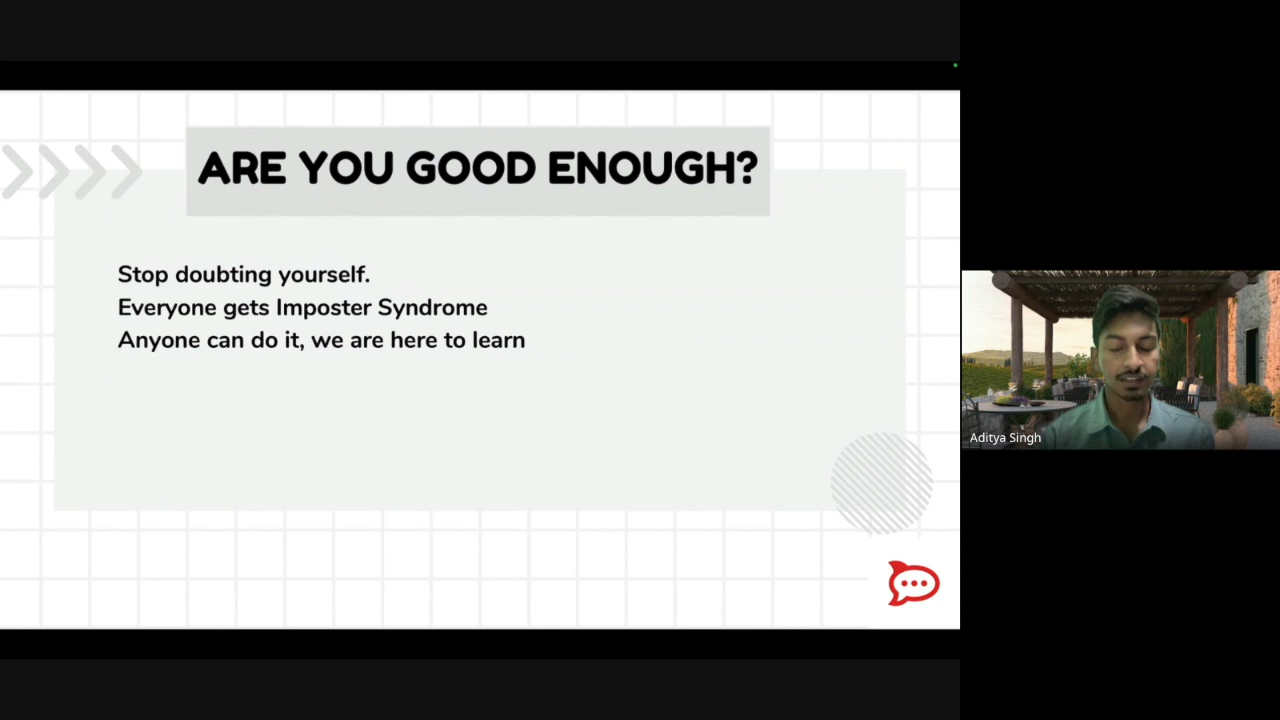 ARE YOU GOOD ENOUGH?
Stop doubting yourself.
Everyone gets Imposter Syndrome
Anyone can do it, we are here to learn
Aditya Singh